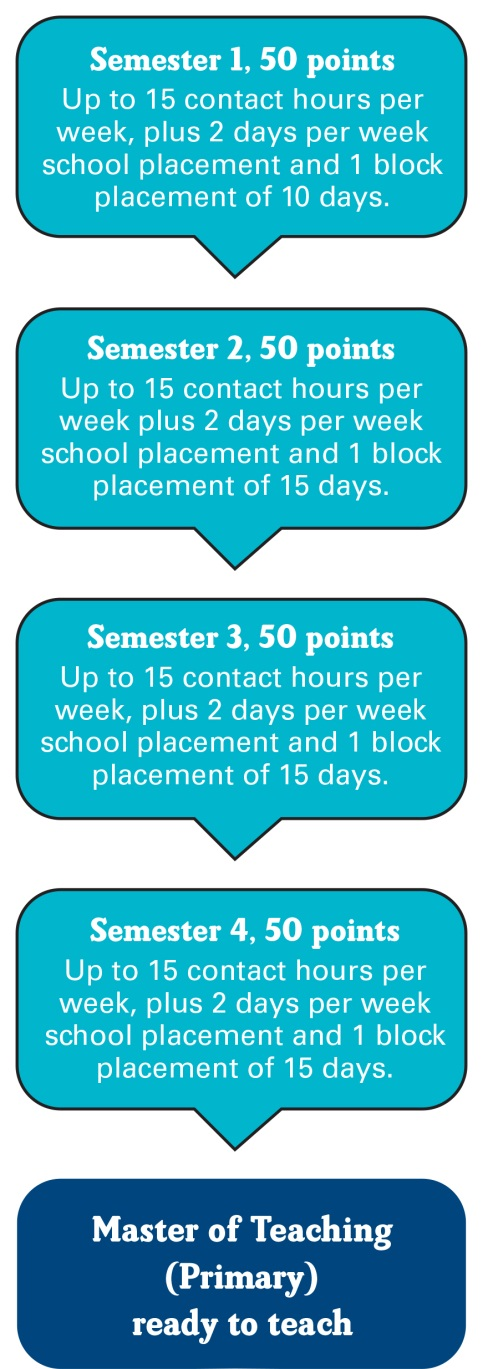 Semester 1, 50 points
Up to 15 contact hours per
week, plus 2 days per week
school placement and 1 block
placement of 10 days.
Semester 2, 50 points
Up to 15 contact hours per
week plus 2 days per week
school placement and 1 block
placement of 15 days.
Semester 3, 50 points
Up to 15 contact hours per
week, plus 2 days per week
school placement and 1 block
placement of 15 days.
Semester 4, 50 points
Up to 15 contact hours per
week, plus 2 days per week
school placement and 1 block
placement of 15 days.
Master of Teaching
(Primary)
ready to teach